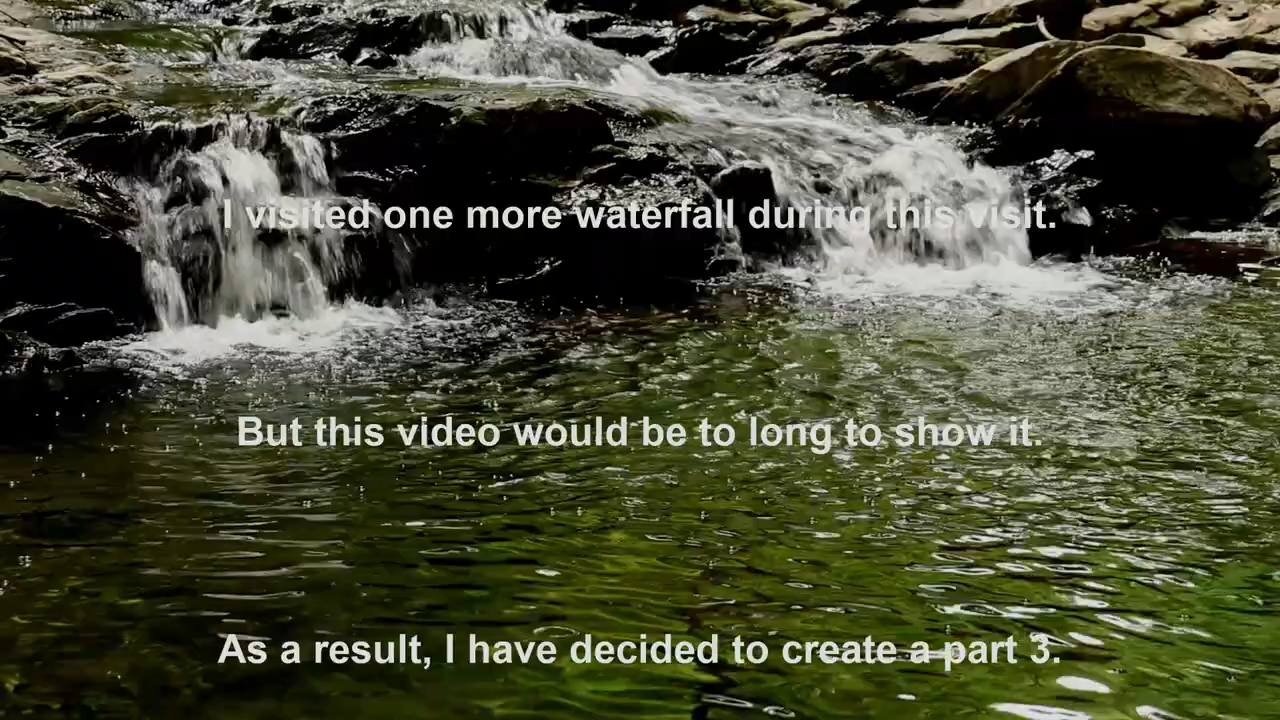 I visited one more waterfall during this visit.
But this video would be to long to show it.
As a result, I have decided to create a part 3.